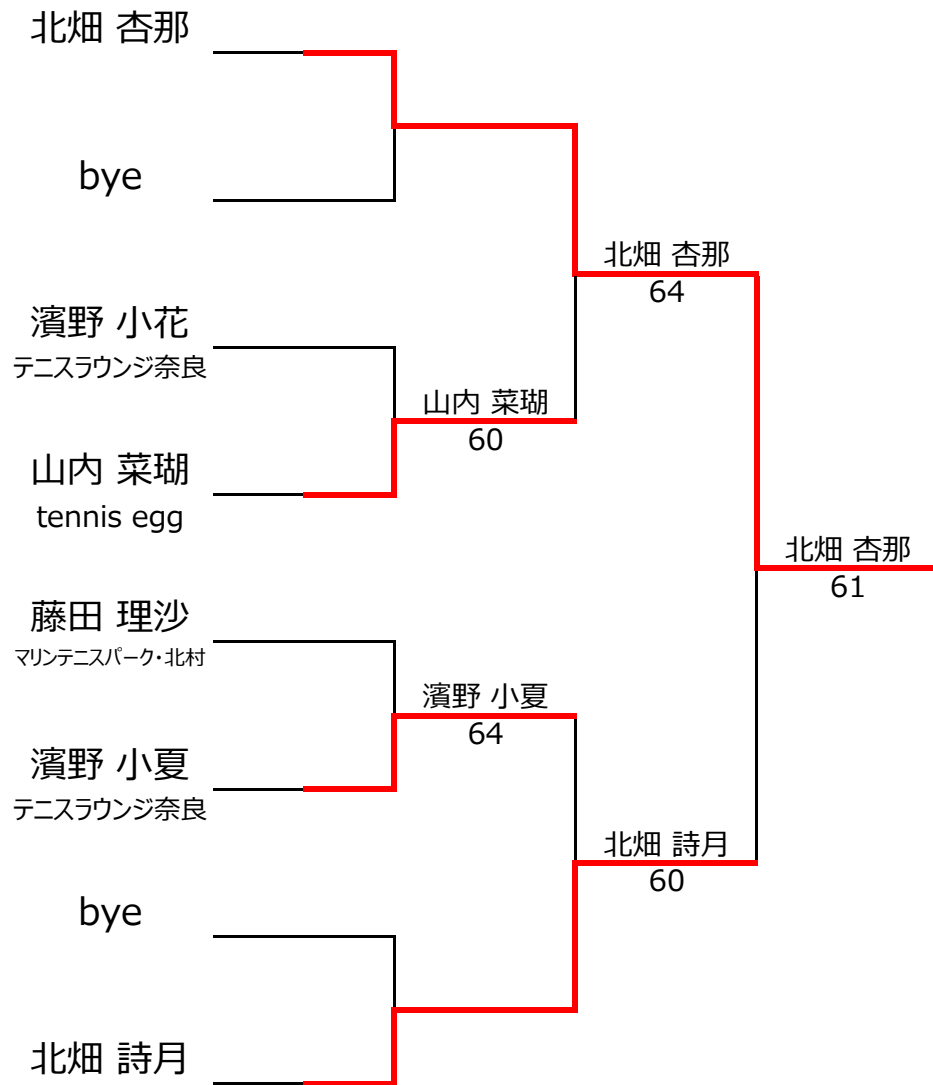 北畑 杏那
bye
北畑 杏那
64
濱野 小花
テニスラウンジ奈良
山内 菜瑚
60
山内 菜瑚
tennis egg
北畑 杏那
61
藤田 理沙
マリンテニスパーク・北村
濱野 小夏
64
濱野 小夏
テニスラウンジ奈良
北畑 詩月
60
bye
北畑 詩月